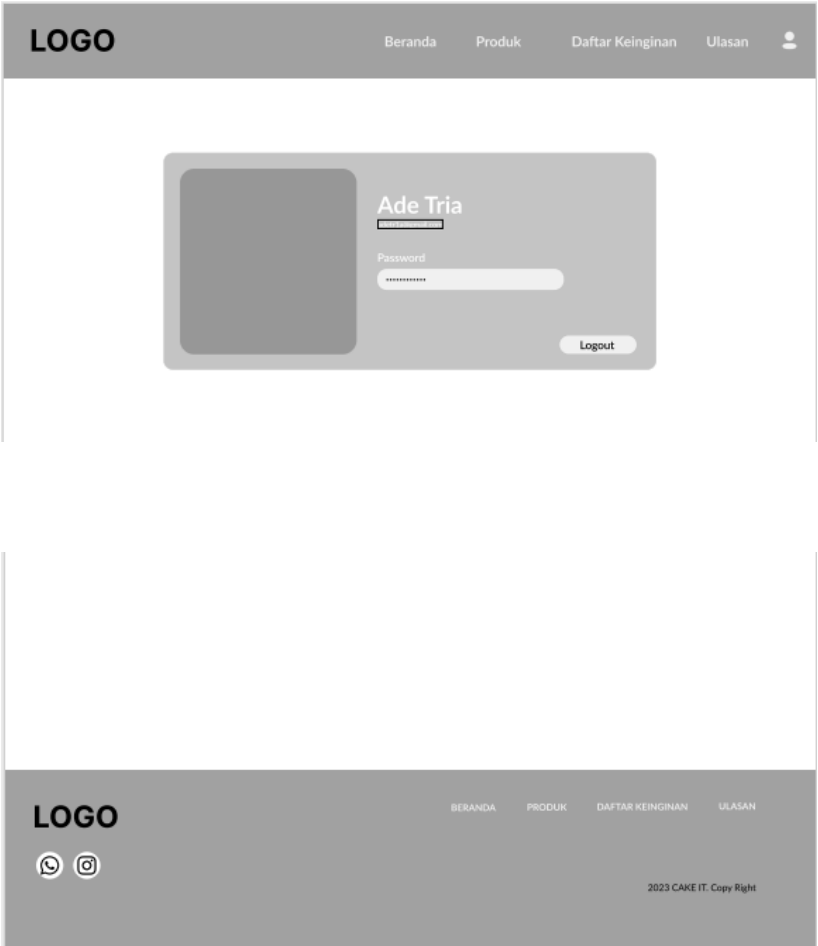 LOGO
Beranda Produk Daftar Keinginan Ulasan
Ade Tria
Password
••••••••••••
Logout
LOGO
BERANDA PRODUK DAFTAR KEINGINAN ULASAN
2023 CAKE IT. Copy Right